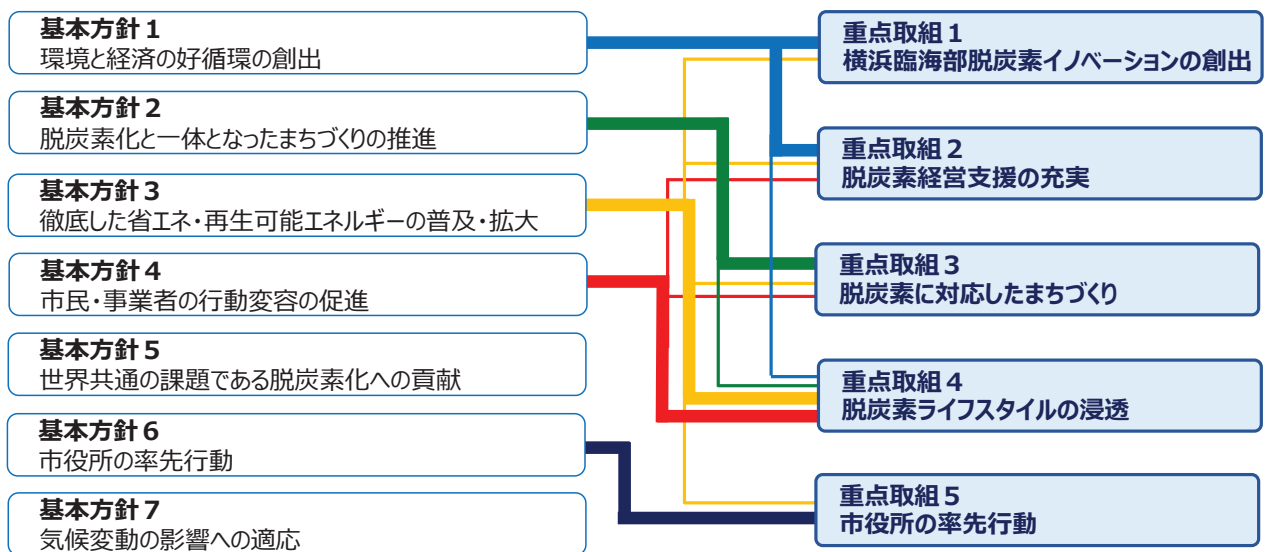 基本方針1
環境と経済の好循環の創出
基本方針2
脱炭素化と一体となったまちづくりの推進
基本方針3
徹底した省エネ・再生可能エネルギーの普及・拡大
基本方針4
市民・事業者の行動変容の促進
基本方針5
世界共通の課題である脱炭素化への貢献
基本方針6
市役所の率先行動
基本方針7
気候変動の影響への適応
重点取組1
横浜臨海部脱炭素イノベーションの創出
重点取組2
脱炭素経営支援の充実
重点取組3
脱炭素に対応したまちづくり
重点取組4
脱炭素ライフスタイルの浸透
重点取組5
市役所の率先行動